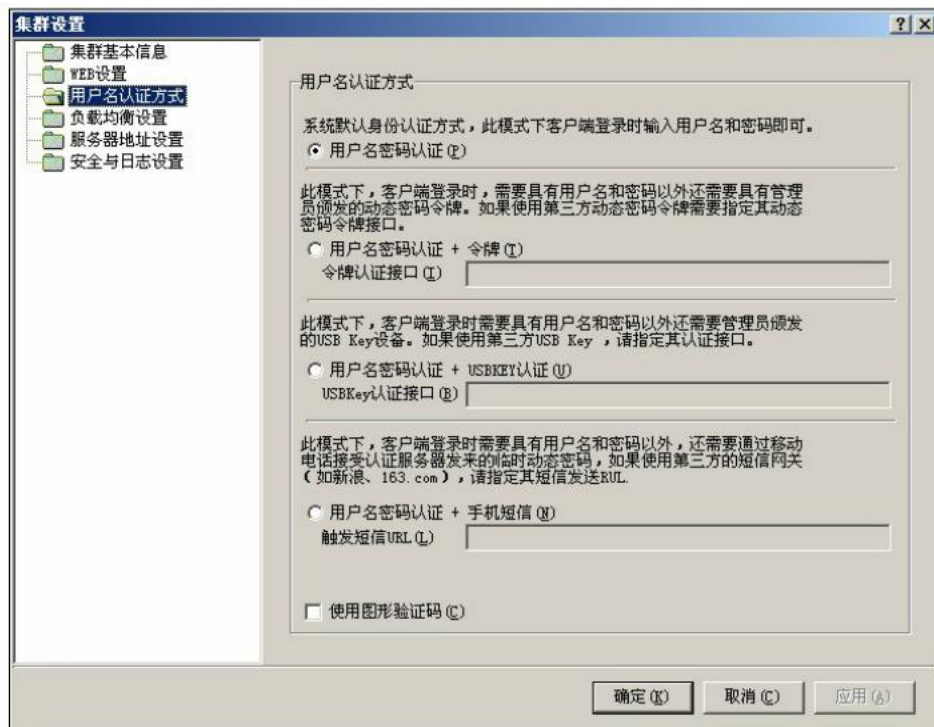 集群设置
集群基本信息
WEB设置
用户名认证方式
负载均衡设置
服务器地址设置
安全与日志设置
用户名认证方式
系统默认身份认证方式，此模式下客户端登录时输入用户名和密码即可。
用户名密码认证(P)
此模式下，客户端登录时，需要具有用户名和密码以外还需要具有管理
员颁发的动态密码令牌。如果使用第三方动态密码令牌需要指定其动态
密码令牌接口。
用户名密码认证 + 令牌(T)
令牌认证接口(I)
此模式下，客户端登录时需要具有用户名和密码以外还需要管理员颁发
的USB Key设备。如果使用第三方USB Key ，请指定其认证接口。
用户名密码认证 + USBKEY认证(U)
USBKey认证接口(B)
此模式下，客户端登录时需要具有用户名和密码以外，还需要通过移动
电话接受认证服务器发来的临时动态密码，如果使用第三方的短信网关
（如新浪、163.com），请指定其短信发送RUL.
用户名密码认证 + 手机短信(N)
触发短信URL(L)
使用图形验证码(C)
确定(K)
取消(C)
应用(A)